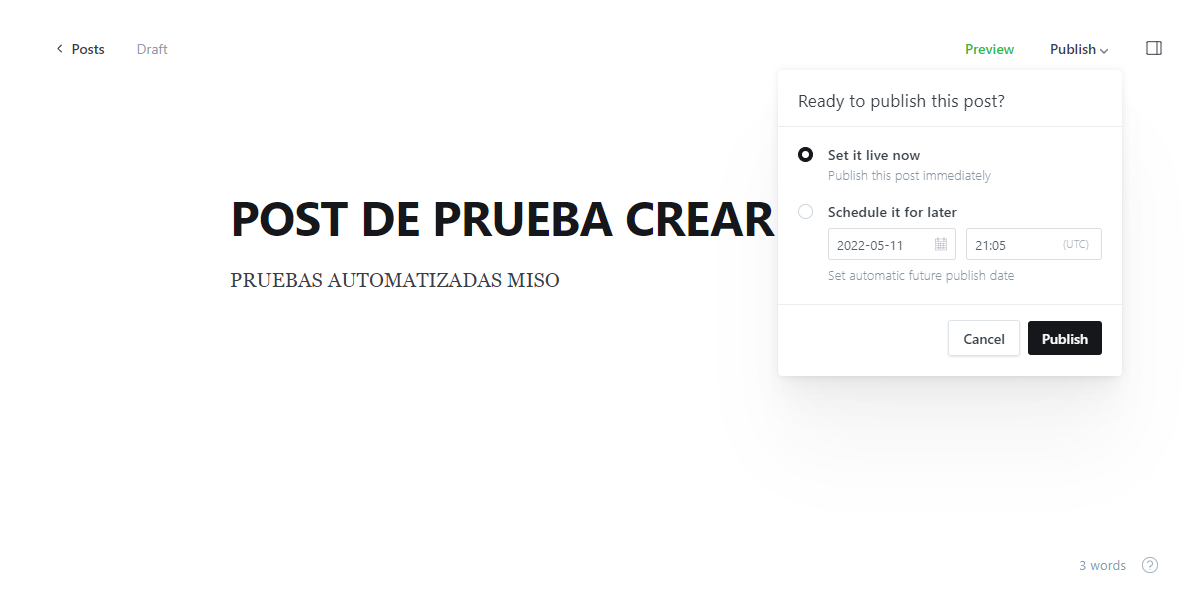 Posts Draft Preview Publish
Ready to publish this post?
Set it live now
Publish this post immediately
Schedule it for later
2022-05-11 21:05 (UTC)
Set automatic future publish date
Cancel Publish
POST DE PRUEBA CREAR
PRUEBAS AUTOMATIZADAS MISO
3 words ?